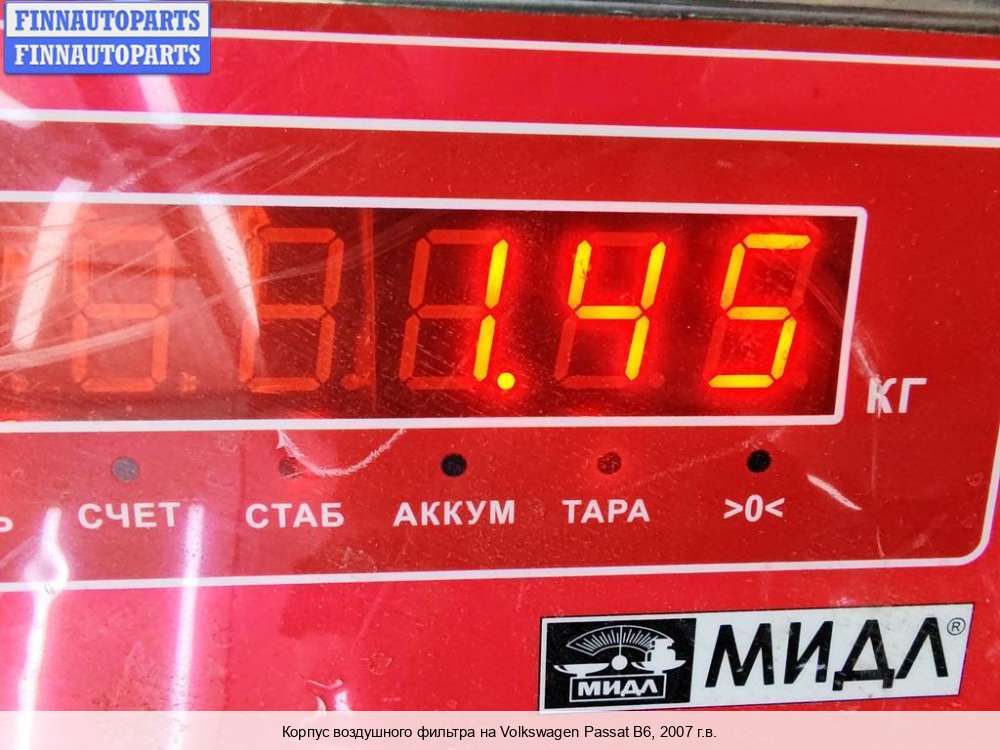 FINNAUTOPARTS
FINNAUTOPARTS
1.45
КГ
СЧЕТ СТАБ АККУМ ТАРА >0<
МИДЛ МИДЛ®
Корпус воздушного фильтра на Volkswagen Passat B6, 2007 г.в.